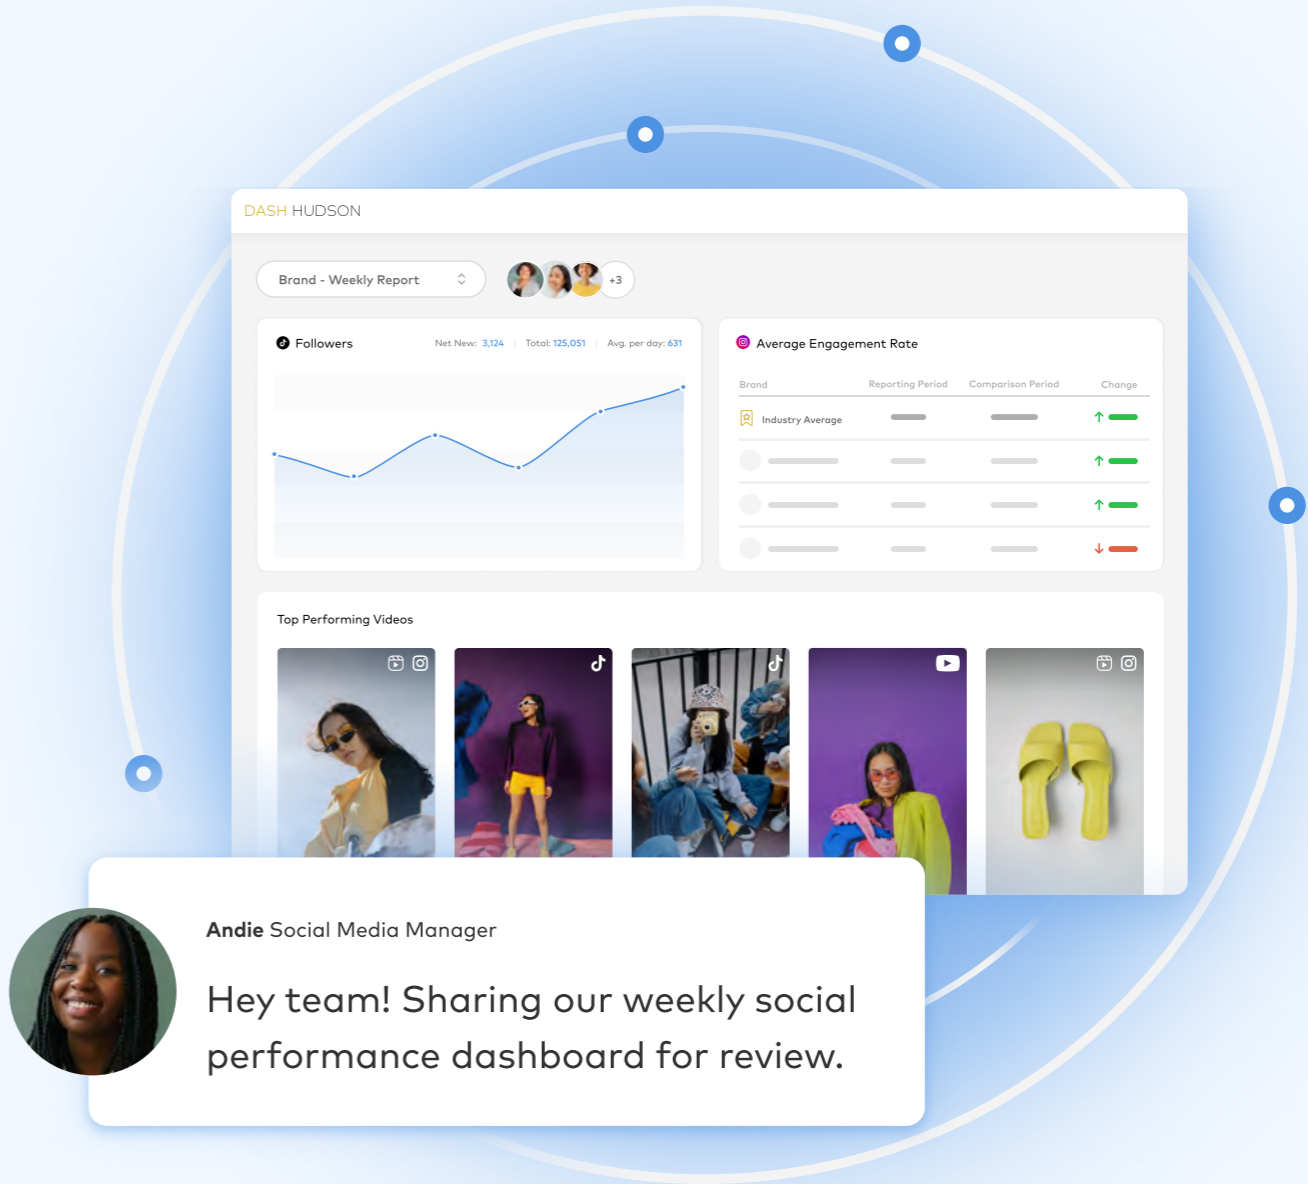 DASH HUDSON
Brand - Weekly Report
+3
Followers
Net New: 3,124 | Total: 125,051 | Avg. per day: 631
Average Engagement Rate
Brand Reporting Period Comparison Period Change
Industry Average
Top Performing Videos
Andie Social Media Manager
Hey team! Sharing our weekly social
performance dashboard for review.